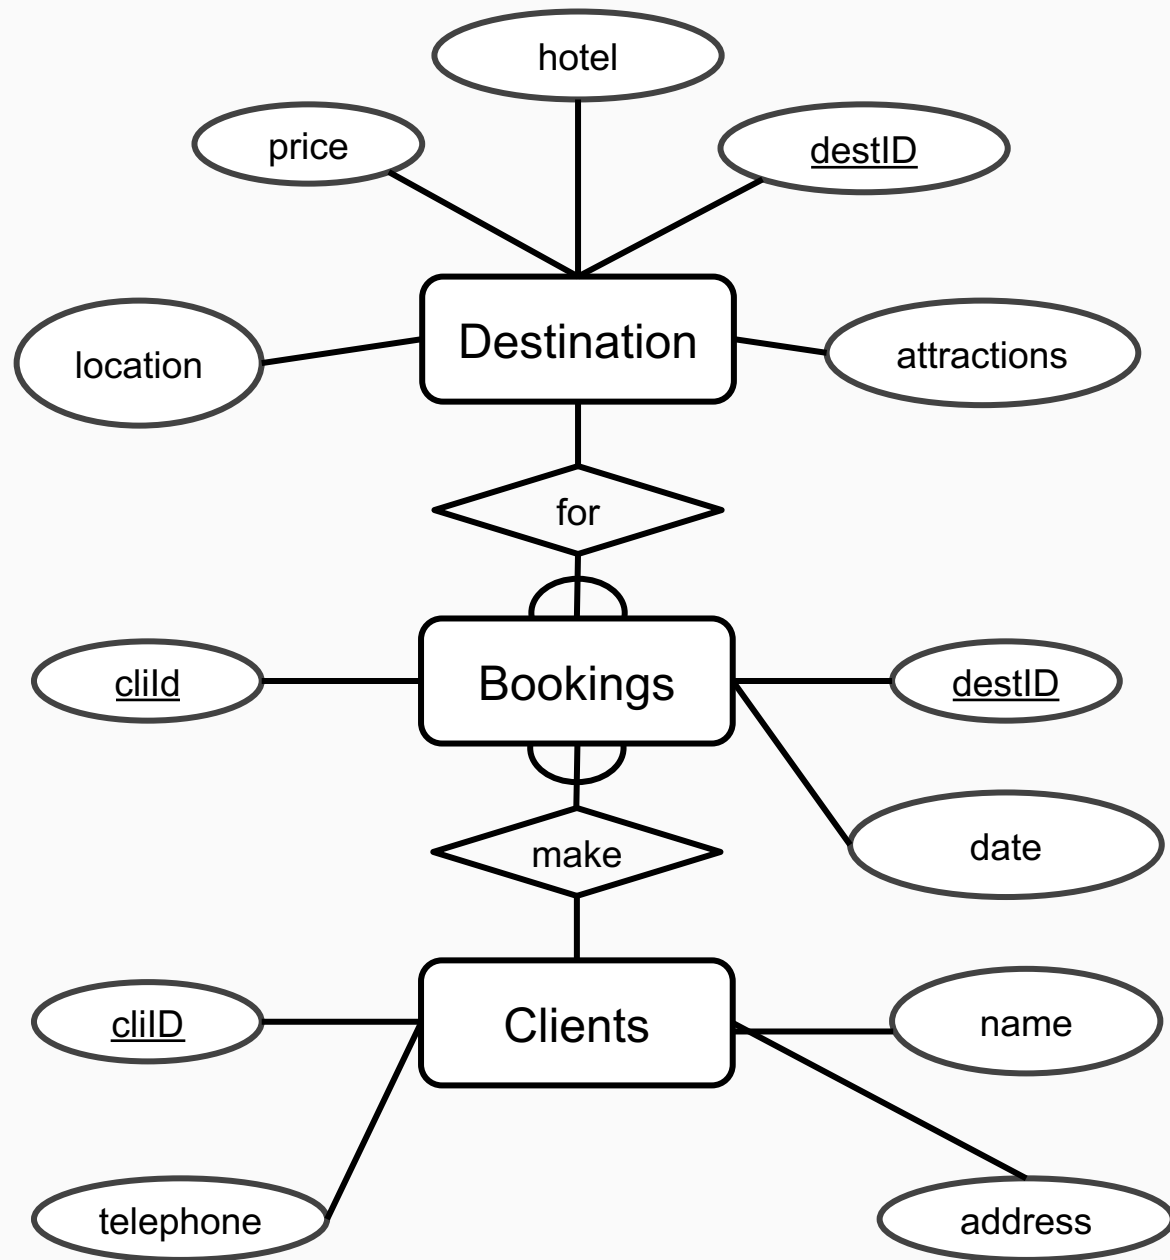 hotel
price
destID
location
Destination
attractions
for
cliId
Bookings
destID
make
date
cliID
Clients
name
telephone
address